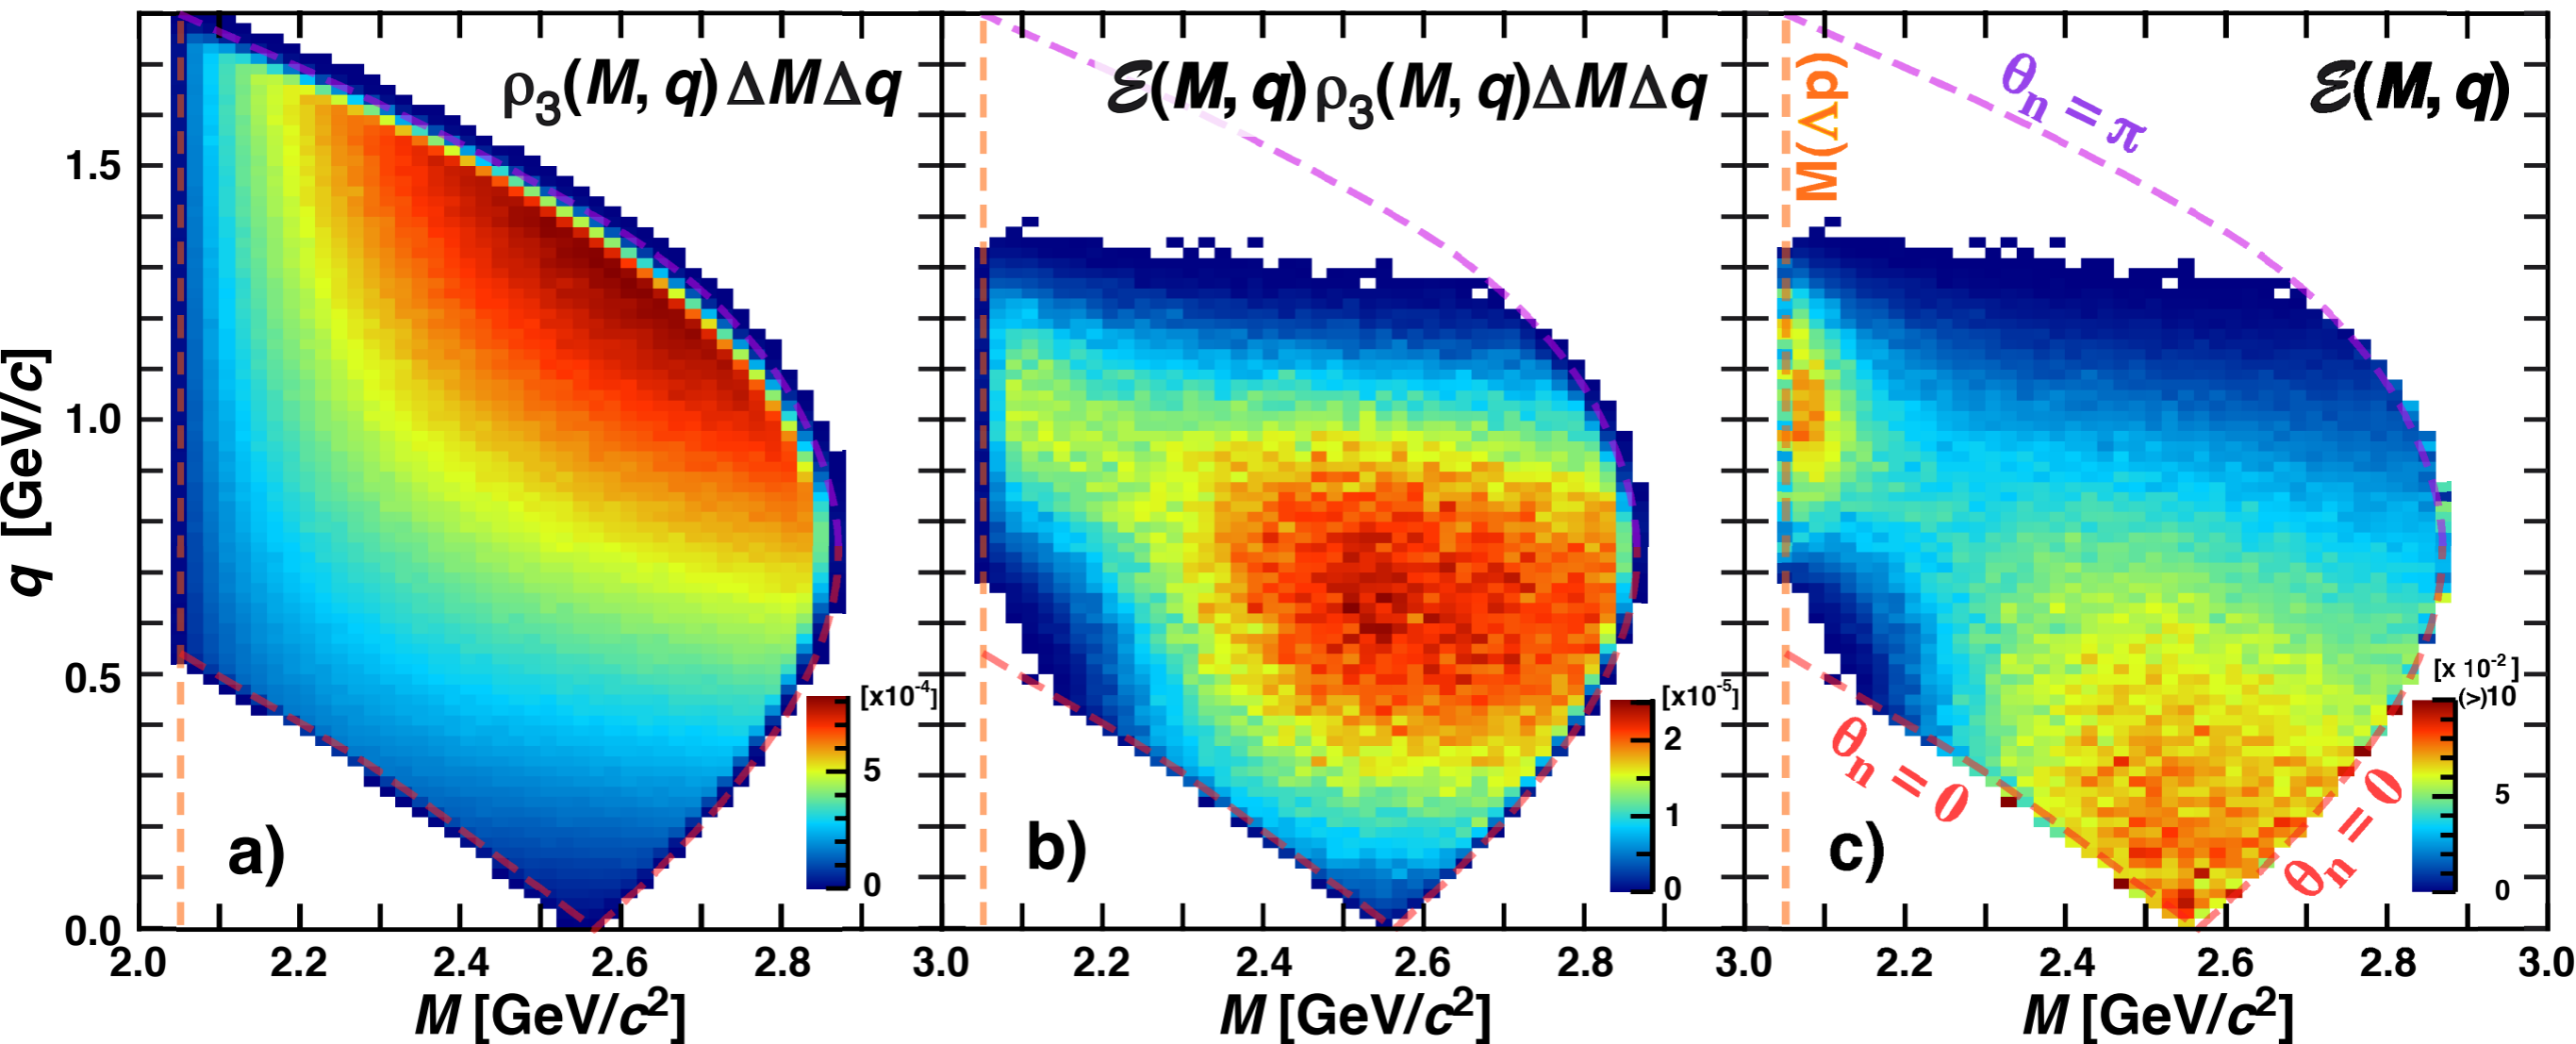 ρ₃(M, q)ΔMΔq
ℰ(M, q)ρ₃(M, q)ΔMΔq
ℰ(M, q)
θₙ = π
M(Λp)
θₙ = 0
θₙ = 0
q [GeV/c]
1.5
1.0
0.5
0.0
[x10⁻⁴]
5
0
[x10⁻⁵]
2
1
0
[x 10⁻²]
(>)10
5
0
a)
b)
c)
2.0 2.2 2.4 2.6 2.8 3.0 2.2 2.4 2.6 2.8 3.0 2.2 2.4 2.6 2.8 3.0
M [GeV/c²]
M [GeV/c²]
M [GeV/c²]